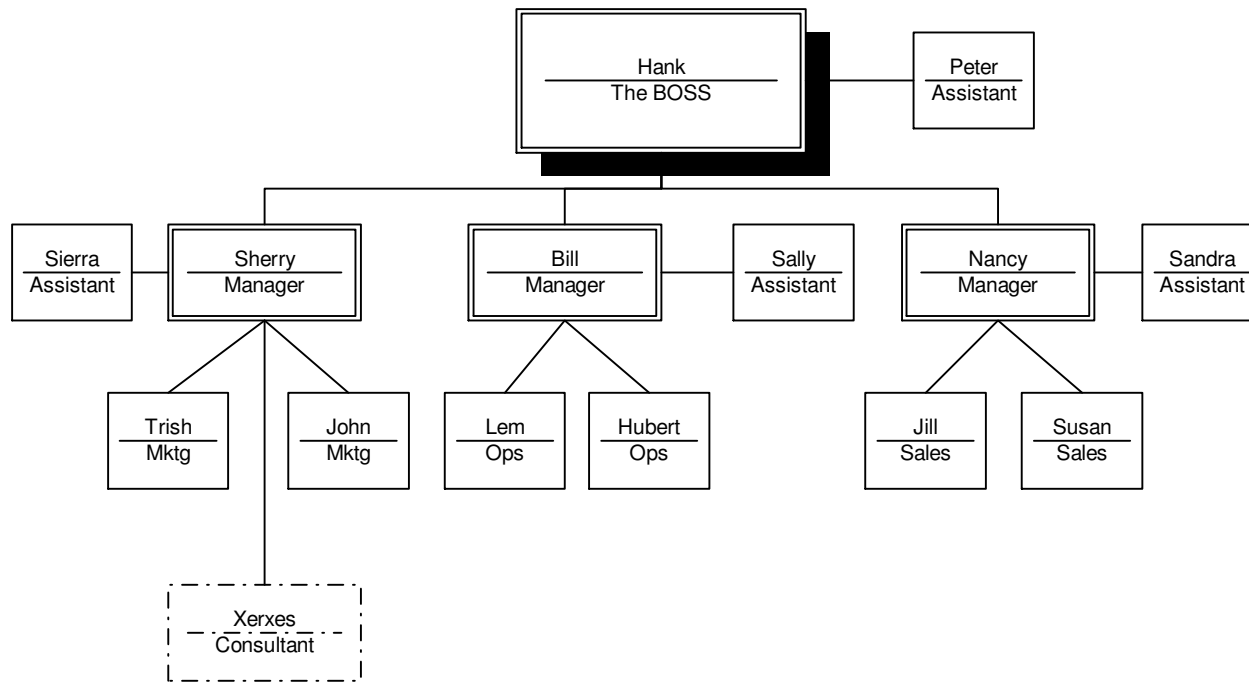 Hank
The BOSS
Peter
Assistant
Sierra
Assistant
Sherry
Manager
Bill
Manager
Sally
Assistant
Nancy
Manager
Sandra
Assistant
Trish
Mktg
John
Mktg
Lem
Ops
Hubert
Ops
Jill
Sales
Susan
Sales
Xerxes
Consultant